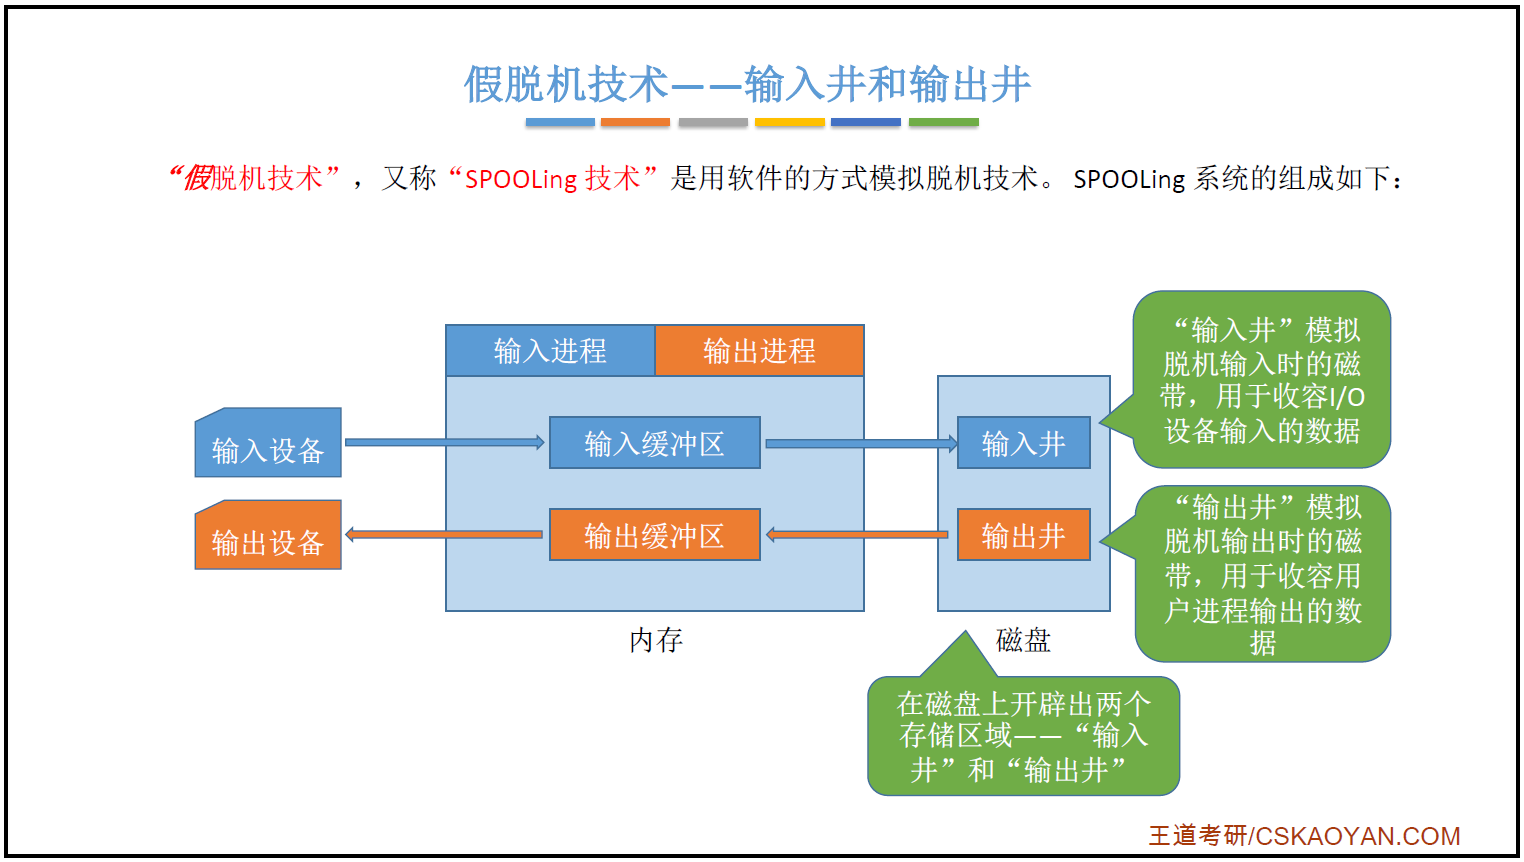 假脱机技术——输入井和输出井
“假脱机技术”，又称“SPOOLing 技术”是用软件的方式模拟脱机技术。SPOOLing 系统的组成如下：
输入进程
输出进程
输入设备
输入缓冲区
输入井
输出设备
输出缓冲区
输出井
内存
磁盘
“输入井”模拟
脱机输入时的磁
带，用于收容I/O
设备输入的数据
“输出井”模拟
脱机输出时的磁
带，用于收容用
户进程输出的数
据
在磁盘上开辟出两个
存储区域——“输入
井”和“输出井”
王道考研/CSKAOYAN.COM